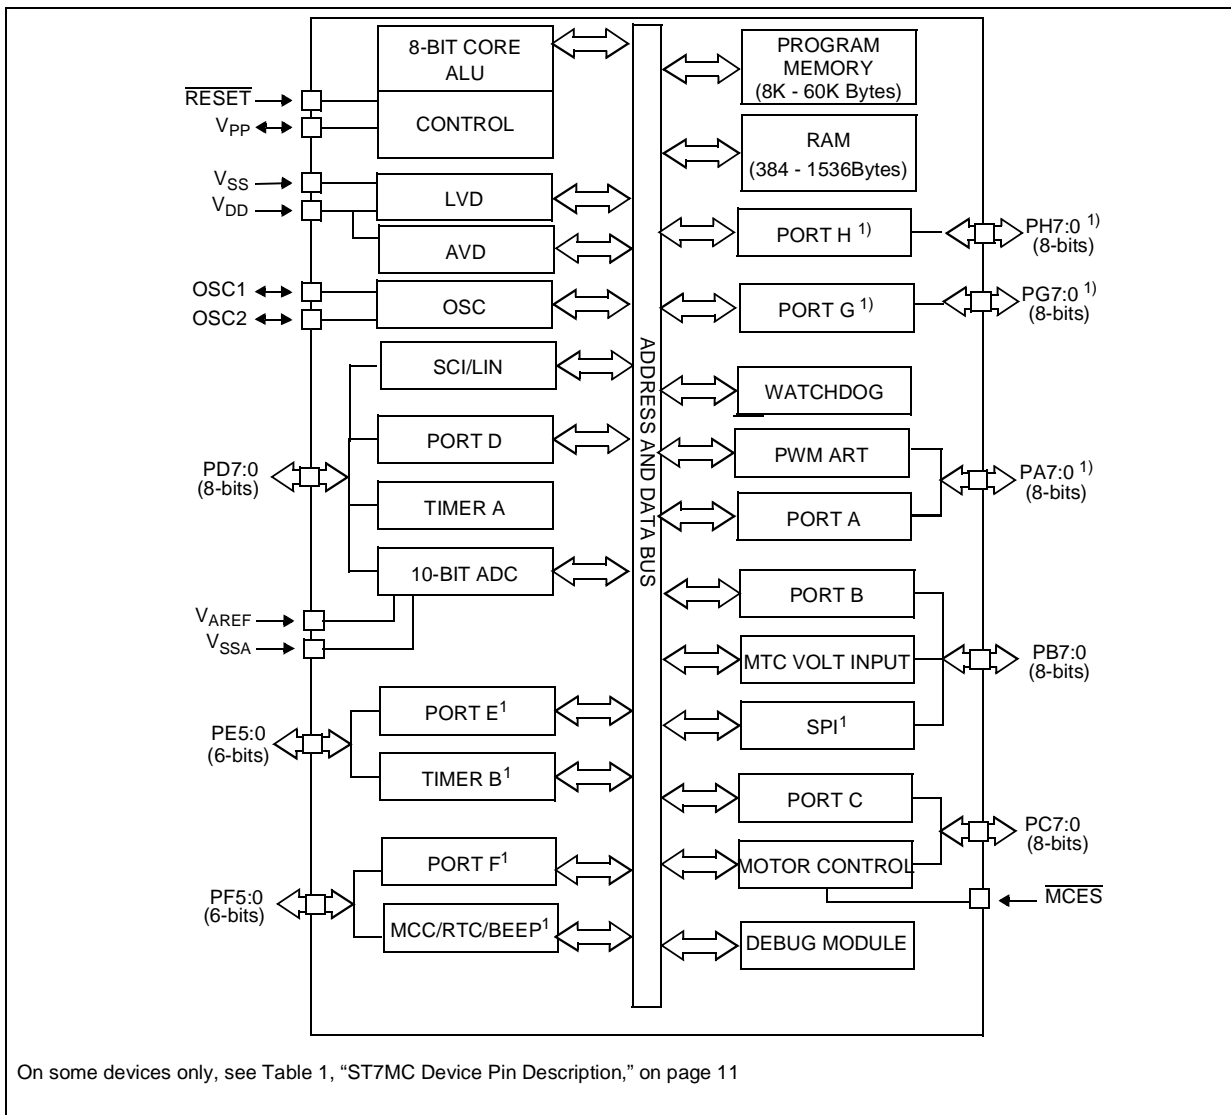 8-BIT CORE
ALU
CONTROL
RESET
VPP
VSS
VDD
LVD
AVD
OSC1
OSC2
OSC
SCI/LIN
PORT D
PD7:0
(8-bits)
TIMER A
10-BIT ADC
VAREF
VSSA
PORT E1
PE5:0
(6-bits)
TIMER B1
PORT F1
PF5:0
(6-bits)
MCC/RTC/BEEP1
ADDRESS AND DATA BUS
PROGRAM
MEMORY
(8K - 60K Bytes)
RAM
(384 - 1536Bytes)
PORT H 1)
PH7:0 1)
(8-bits)
PORT G 1)
PG7:0 1)
(8-bits)
WATCHDOG
PWM ART
PA7:0 1)
(8-bits)
PORT A
PORT B
MTC VOLT INPUT
PB7:0
(8-bits)
SPI1
PORT C
PC7:0
(8-bits)
MOTOR CONTROL
MCES
DEBUG MODULE
On some devices only, see Table 1, “ST7MC Device Pin Description,” on page 11